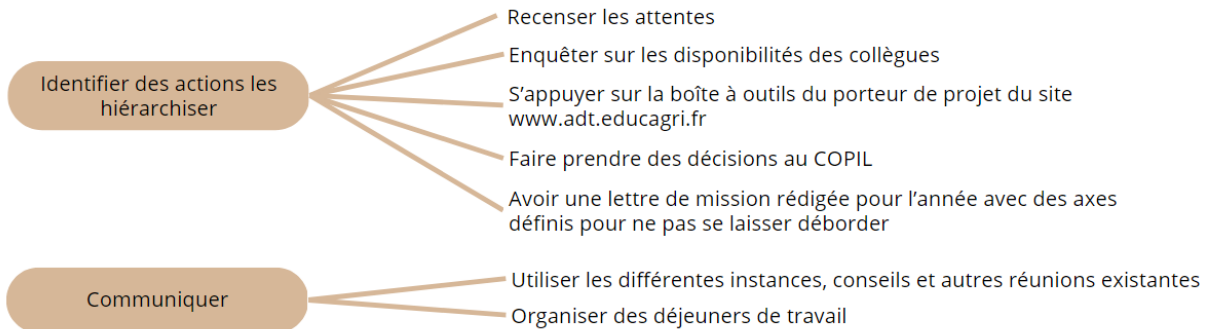 Identifier des actions les
hiérarchiser
Recenser les attentes
Enquêter sur les disponibilités des collègues
S’appuyer sur la boîte à outils du porteur de projet du site
www.adt.educagri.fr
Faire prendre des décisions au COPIL
Avoir une lettre de mission rédigée pour l’année avec des axes
définis pour ne pas se laisser déborder
Communiquer
Utiliser les différentes instances, conseils et autres réunions existantes
Organiser des déjeuners de travail